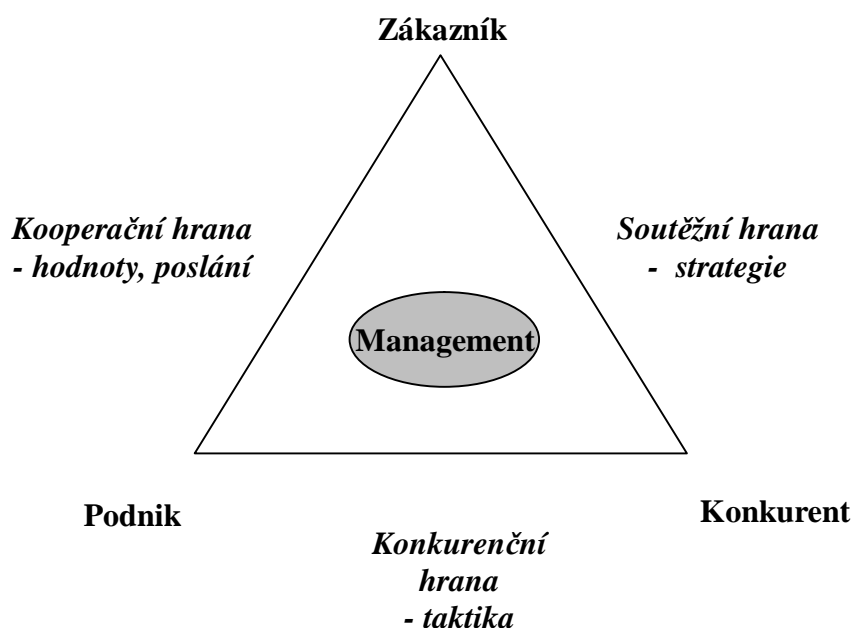 Zákazník
Kooperační hrana
- hodnoty, poslání
Soutěžní hrana
- strategie
Management
Podnik
Konkurent
Konkurenční
hrana
- taktika